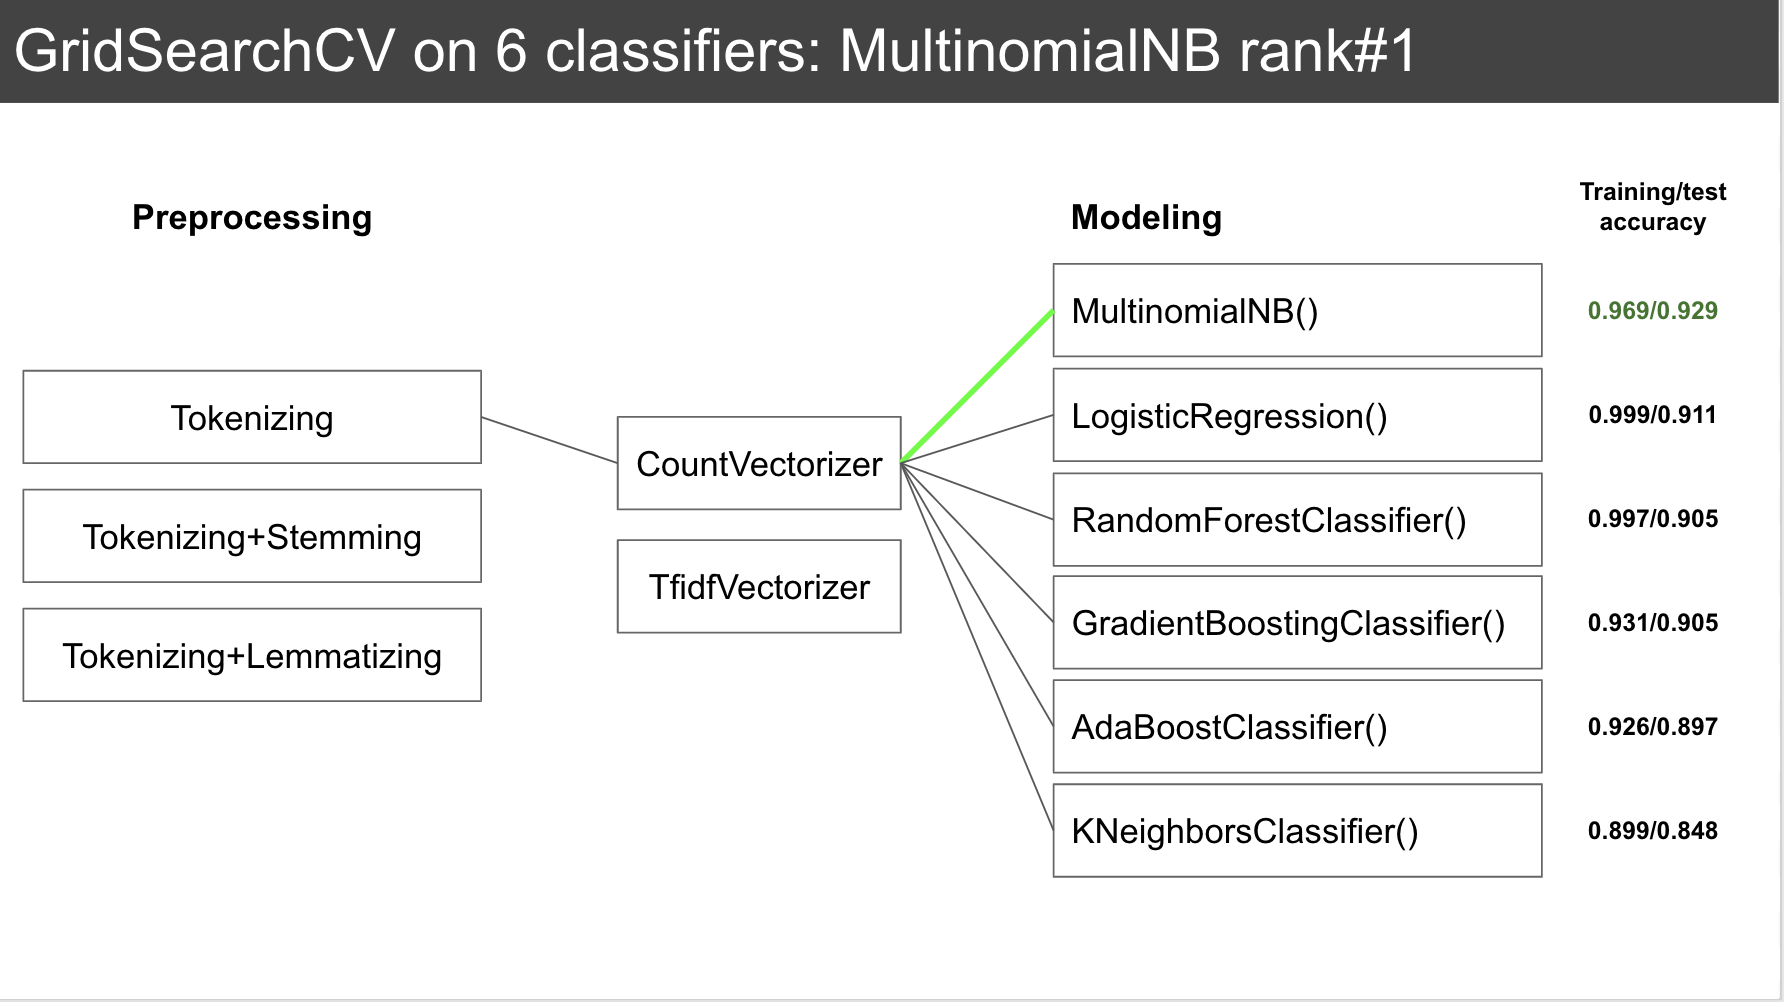 GridSearchCV on 6 classifiers: MultinomialNB rank#1
Preprocessing
Tokenizing
Tokenizing+Stemming
Tokenizing+Lemmatizing
CountVectorizer
TfidfVectorizer
Modeling
Training/test
accuracy
MultinomialNB()
0.969/0.929
LogisticRegression()
0.999/0.911
RandomForestClassifier()
0.997/0.905
GradientBoostingClassifier()
0.931/0.905
AdaBoostClassifier()
0.926/0.897
KNeighborsClassifier()
0.899/0.848